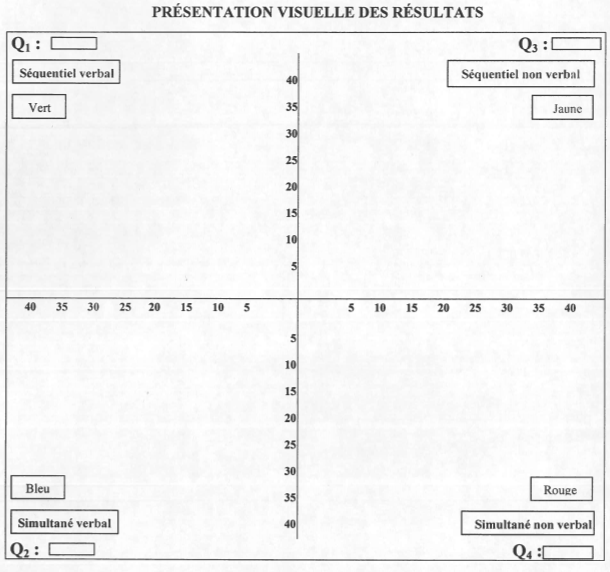 PRÉSENTATION VISUELLE DES RÉSULTATS
Q1 :
Q3 :
Séquentiel verbal
Séquentiel non verbal
Vert
Jaune
40
35
30
25
20
15
10
5
40 35 30 25 20 15 10 5
5 10 15 20 25 30 35 40
5
10
15
20
25
30
35
40
Bleu
Rouge
Simultané verbal
Simultané non verbal
Q2 :
Q4 :